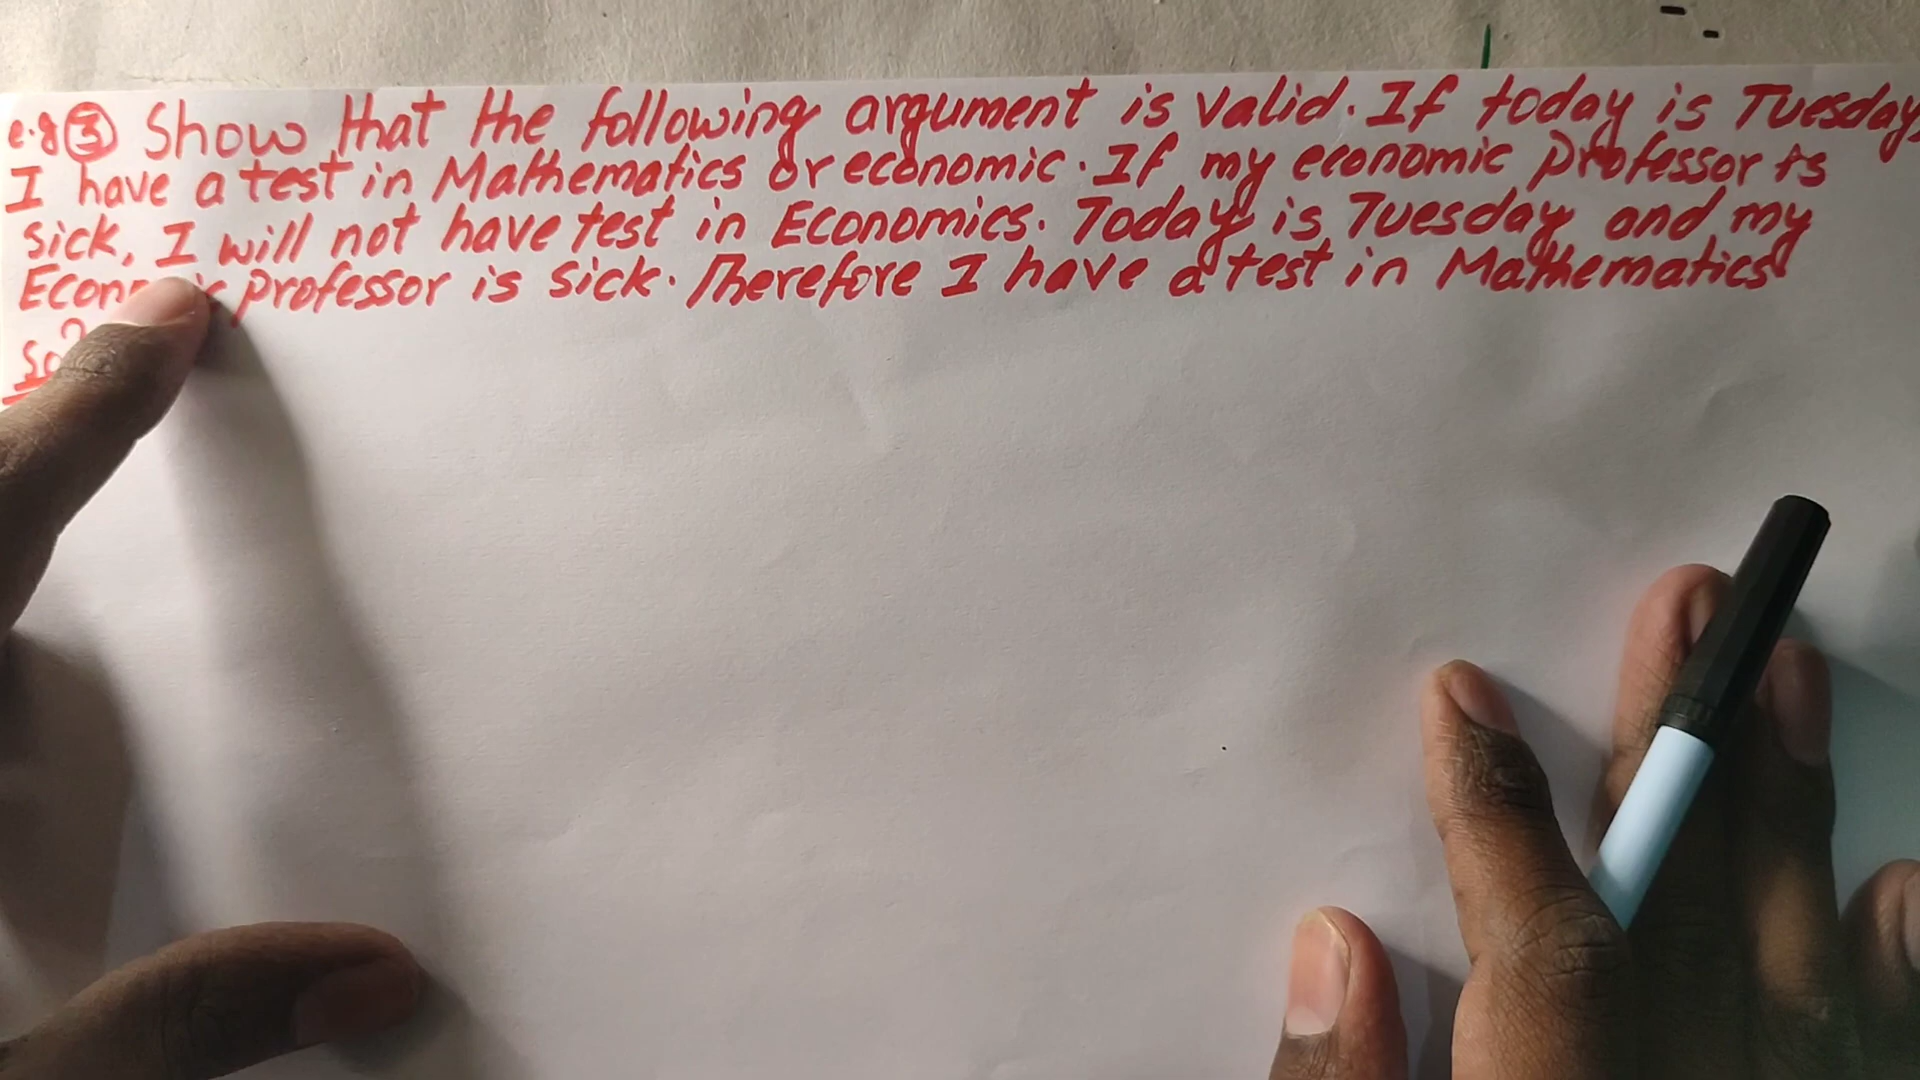 e.g ③ Show that the following argument is valid. If today is Tuesday,
I have a test in Mathematics or economic. If my economic professor is
sick, I will not have test in Economics. Today is Tuesday and my
professor is sick. Therefore I have a test in Mathematics